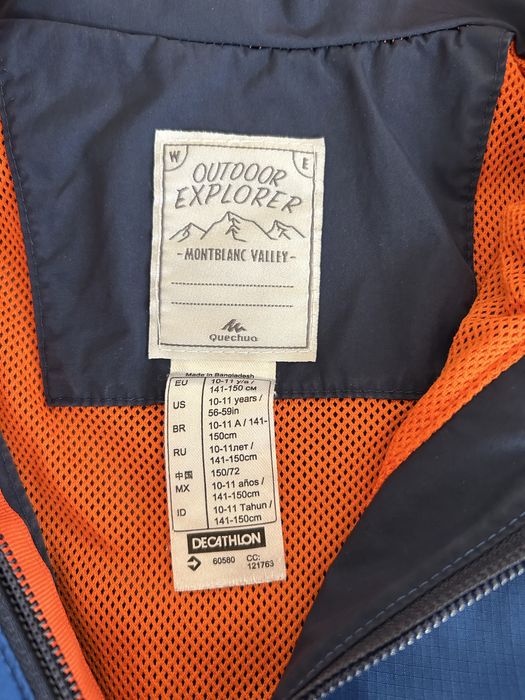 W E
OUTDOOR
EXPLORER
-MONTBLANC VALLEY-
Quechua
Made in Bangladesh
EU 10-11 y/a /
141-150 см
US 10-11 years /
56-59in
BR 10-11 A / 141-
150cm
RU 10-11лет /
141-150cm
中国 150/72
MX 10-11 años /
141-150cm
ID 10-11 Tahun /
141-150cm
DECATHLON
60580 CC:
121763